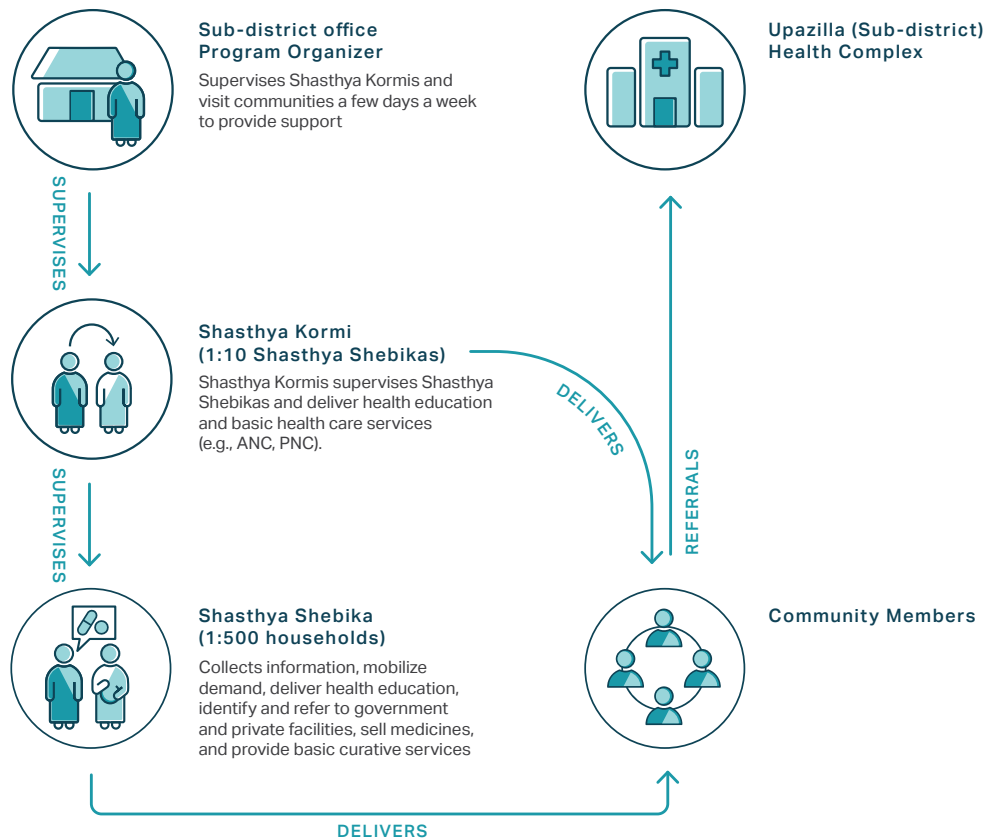 Sub-district office
Program Organizer
Supervises Shasthya Kormis and
visit communities a few days a week
to provide support
Upazilla (Sub-district)
Health Complex
SUPERVISES
Shasthya Kormi
(1:10 Shasthya Shebikas)
Shasthya Kormis supervises Shasthya
Shebikas and deliver health education
and basic health care services
(e.g., ANC, PNC).
DELIVERS
REFERRALS
SUPERVISES
Shasthya Shebika
(1:500 households)
Collects information, mobilize
demand, deliver health education,
identify and refer to government
and private facilities, sell medicines,
and provide basic curative services
Community Members
DELIVERS